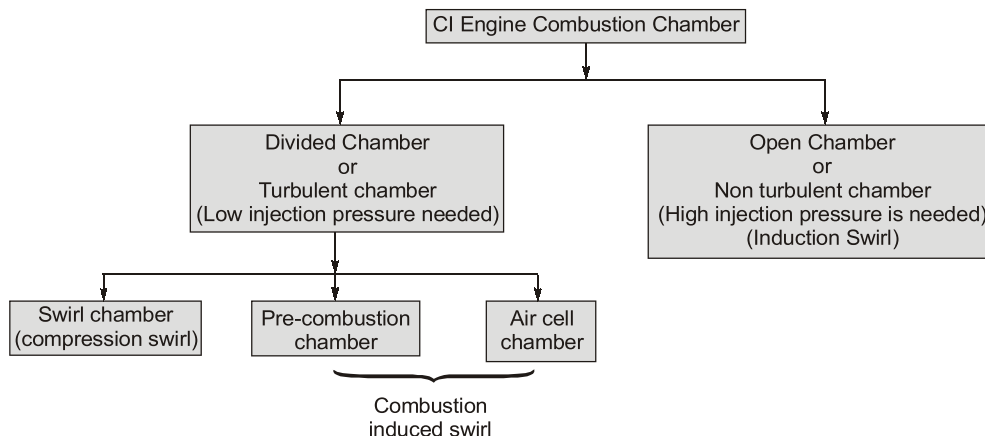 CI Engine Combustion Chamber
Divided Chamber
or
Turbulent chamber
(Low injection pressure needed)
Open Chamber
or
Non turbulent chamber
(High injection pressure is needed)
(Induction Swirl)
Swirl chamber
(compression swirl)
Pre-combustion
chamber
Air cell
chamber
Combustion
induced swirl